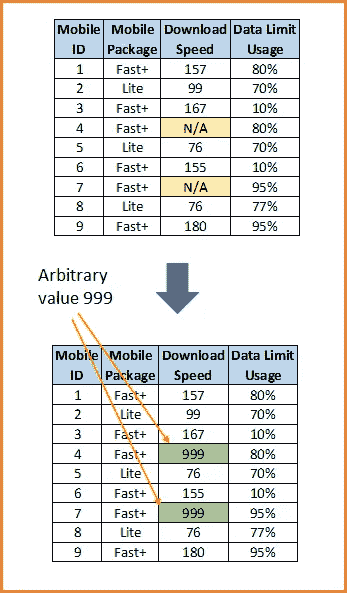 Mobile ID Mobile Package Download Speed Data Limit Usage
1 Fast+ 157 80%
2 Lite 99 70%
3 Fast+ 167 10%
4 Fast+ N/A 80%
5 Lite 76 70%
6 Fast+ 155 10%
7 Fast+ N/A 95%
8 Lite 76 77%
9 Fast+ 180 95%
Arbitrary
value 999
Mobile ID Mobile Package Download Speed Data Limit Usage
1 Fast+ 157 80%
2 Lite 99 70%
3 Fast+ 167 10%
4 Fast+ 999 80%
5 Lite 76 70%
6 Fast+ 155 10%
7 Fast+ 999 95%
8 Lite 76 77%
9 Fast+ 180 95%